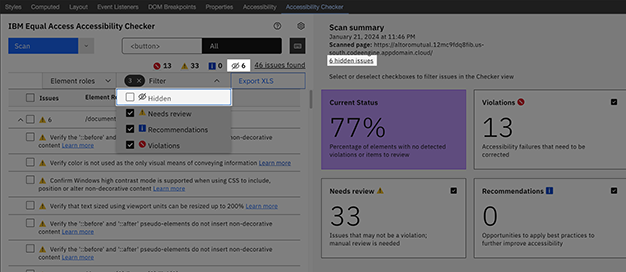 Styles Computed Layout Event Listeners DOM Breakpoints Properties Accessibility Accessibility Checker
IBM Equal Access Accessibility Checker
Scan
<button>
All
13 33 0 6 46 issues found
Element roles
3 × Filter
Export XLS
Issues Element R
Hidden
Needs review
Recommendations
Violations
6 /docume
Verify the '::before' and '::after' pseudo-elements do not insert non-decorative
content Learn more
Verify color is not used as the only visual means of conveying information Learn more
Confirm Windows high contrast mode is supported when using CSS to include,
position or alter non-decorative content Learn more
Verify that text sized using viewport units can be resized up to 200% Learn more
Verify the '::before' and '::after' pseudo-elements do not insert non-decorative
content Learn more
Verify the '::before' and '::after' pseudo-elements do not insert non-decorative
Scan summary
January 21, 2024 at 11:46 PM
Scanned page: https://altoromutual.12mc9fdq8fib.us-
south.codeengine.appdomain.cloud/
6 hidden issues
Select or deselect checkboxes to filter issues in the Checker view
Current Status
77%
Percentage of elements with no detected
violations or items to review
Violations
13
Accessibility failures that need to be
corrected
Needs review
33
Issues that may not be a violation;
manual review is needed
Recommendations
0
Opportunities to apply best practices to
further improve accessibility